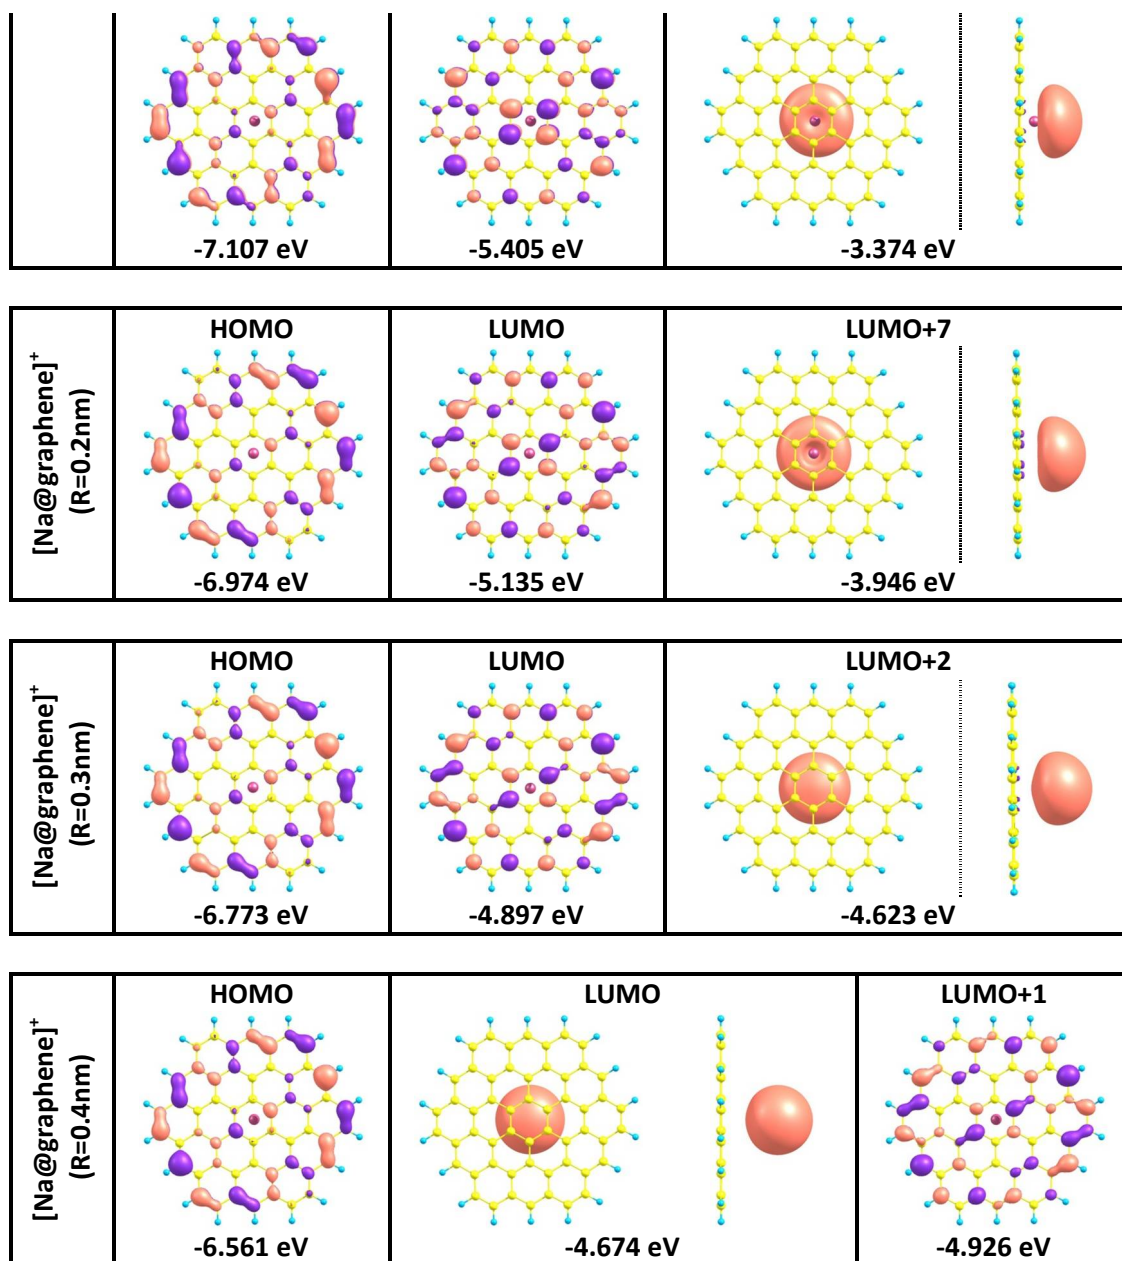 -7.107 eV
-5.405 eV
-3.374 eV
[Na@graphene]⁺
(R=0.2nm)
HOMO
LUMO
LUMO+7
-6.974 eV
-5.135 eV
-3.946 eV
[Na@graphene]⁺
(R=0.3nm)
HOMO
LUMO
LUMO+2
-6.773 eV
-4.897 eV
-4.623 eV
[Na@graphene]⁺
(R=0.4nm)
HOMO
LUMO
LUMO+1
-6.561 eV
-4.674 eV
-4.926 eV